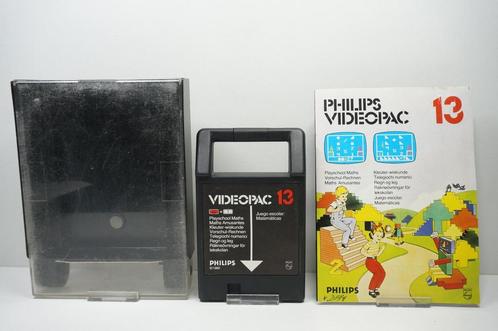 VIDEOPAC 13
Playschool Maths
Maths Amusantes
Kleuter-wiskunde
Vorschul-Rechnen
Telegiochi numerici
Regn og leg
Räkneövningar för
lekskolan
Juego escolar:
Matemáticas
PHILIPS
PHILIPS
VIDEOPAC 13
Playschool Maths
Vorschul-Rechnen
Maths Amusantes
Kleuter-wiskunde
Telegiochi numerici
Regn og leg
Räkneövningar för
lekskolan
Juego escolar:
Matemáticas
PHILIPS